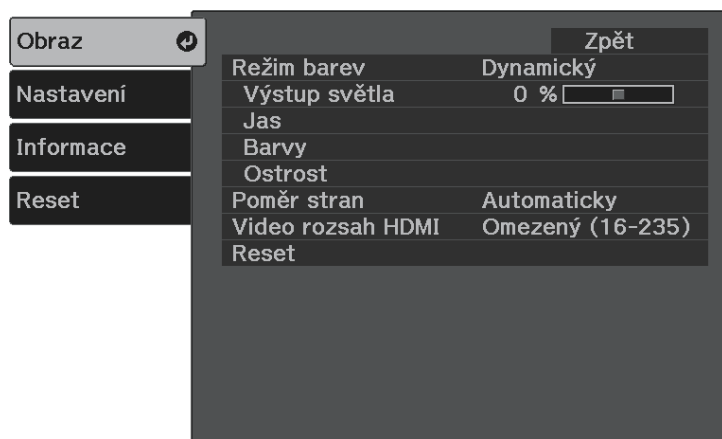 Obraz
Nastavení
Informace
Reset
Zpět
Režim barev Dynamický
Výstup světla 0 %
Jas
Barvy
Ostrost
Poměr stran Automaticky
Video rozsah HDMI Omezený (16-235)
Reset